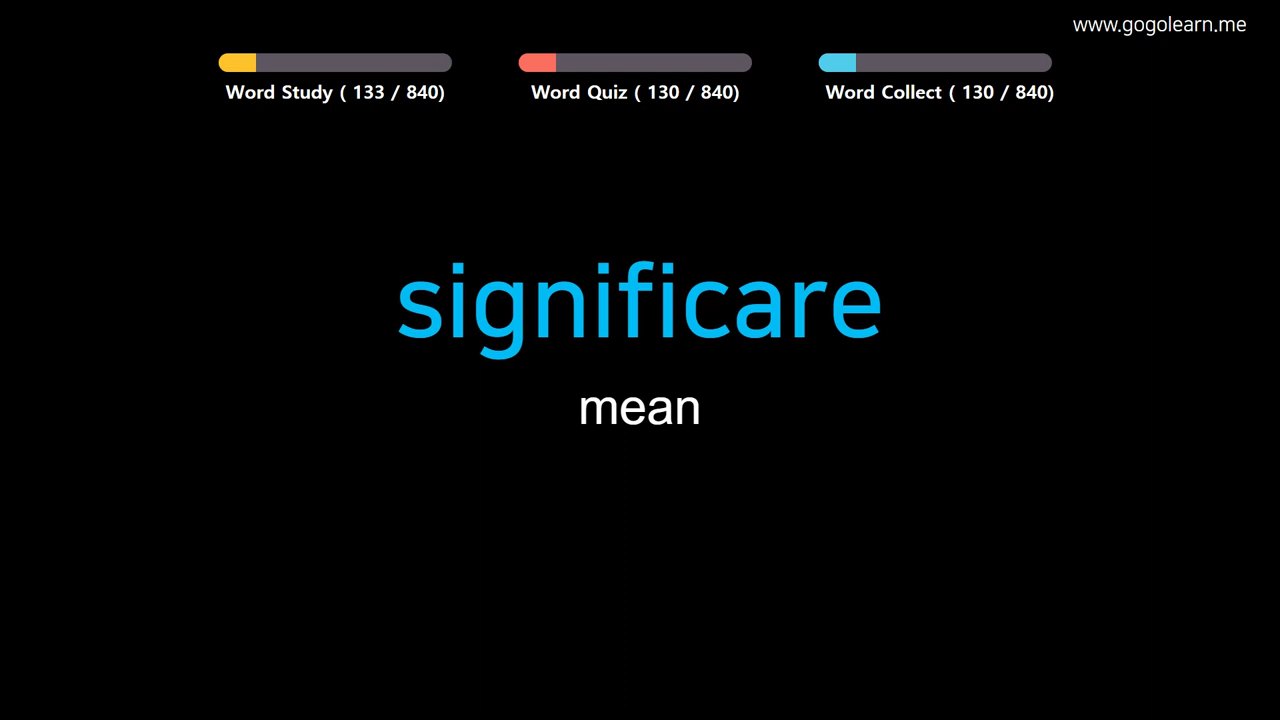 www.gogolearn.me
Word Study ( 133 / 840)
Word Quiz ( 130 / 840)
Word Collect ( 130 / 840)
significare
mean